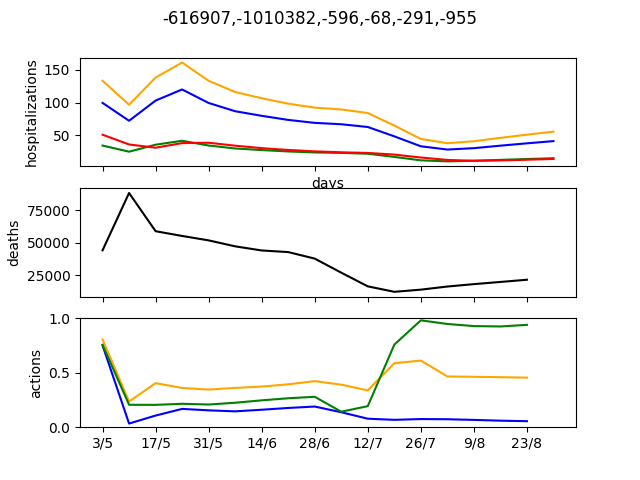 -616907,-1010382,-596,-68,-291,-955
150
100
50
hospitalizations
days
75000
50000
25000
deaths
1.0
0.5
0.0
actions
3/5 17/5 31/5 14/6 28/6 12/7 26/7 9/8 23/8